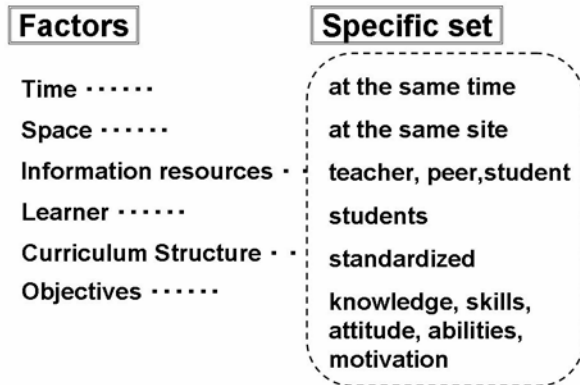 Factors Specific set
Time ······ at the same time
Space ······ at the same site
Information resources ·· teacher, peer,student
Learner ······ students
Curriculum Structure ·· standardized
Objectives ······ knowledge, skills,
attitude, abilities,
motivation